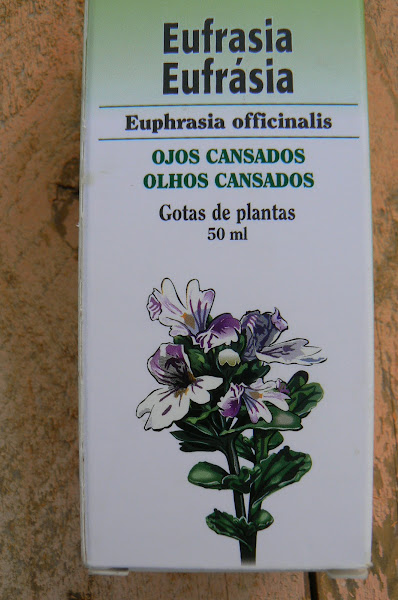 Eufrasia
Eufrásia
Euphrasia officinalis
OJOS CANSADOS
OLHOS CANSADOS
Gotas de plantas
50 ml